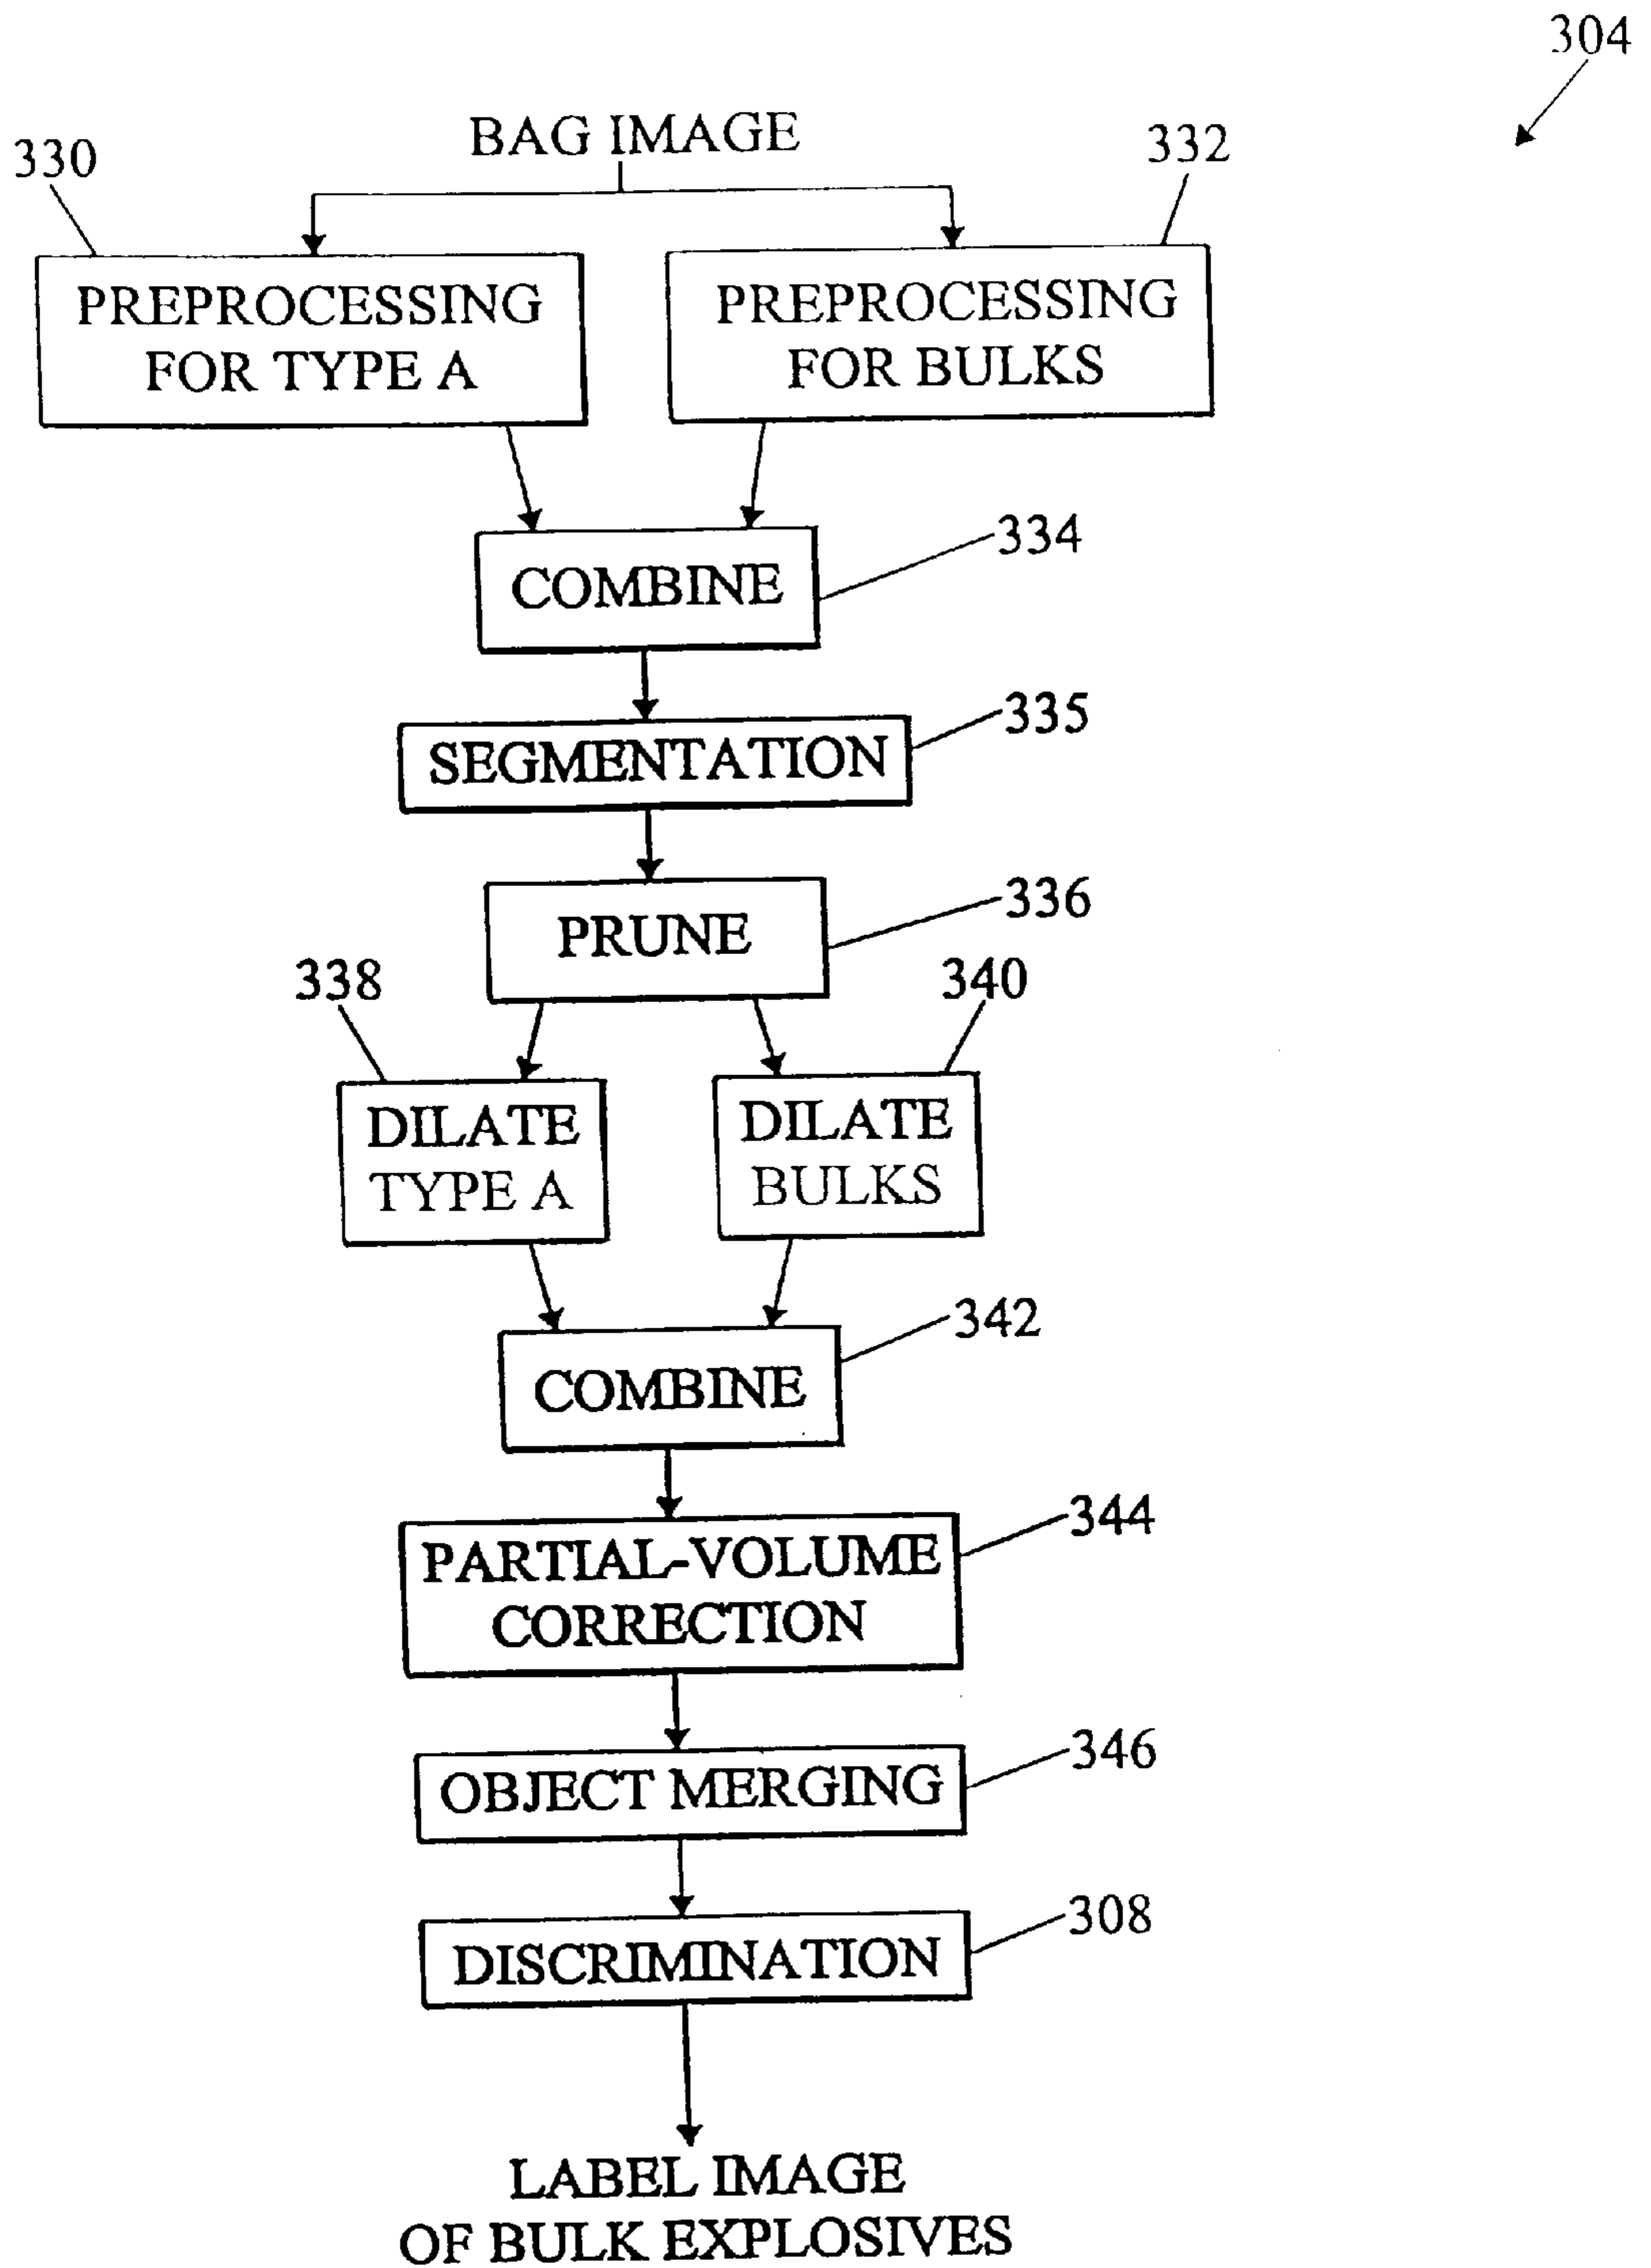 304
BAG IMAGE
330
332
PREPROCESSING
FOR TYPE A
PREPROCESSING
FOR BULKS
COMBINE
334
SEGMENTATION
335
PRUNE
336
338
340
DILATE
TYPE A
DILATE
BULKS
COMBINE
342
PARTIAL-VOLUME
CORRECTION
344
OBJECT MERGING
346
DISCRIMINATION
308
LABEL IMAGE
OF BULK EXPLOSIVES